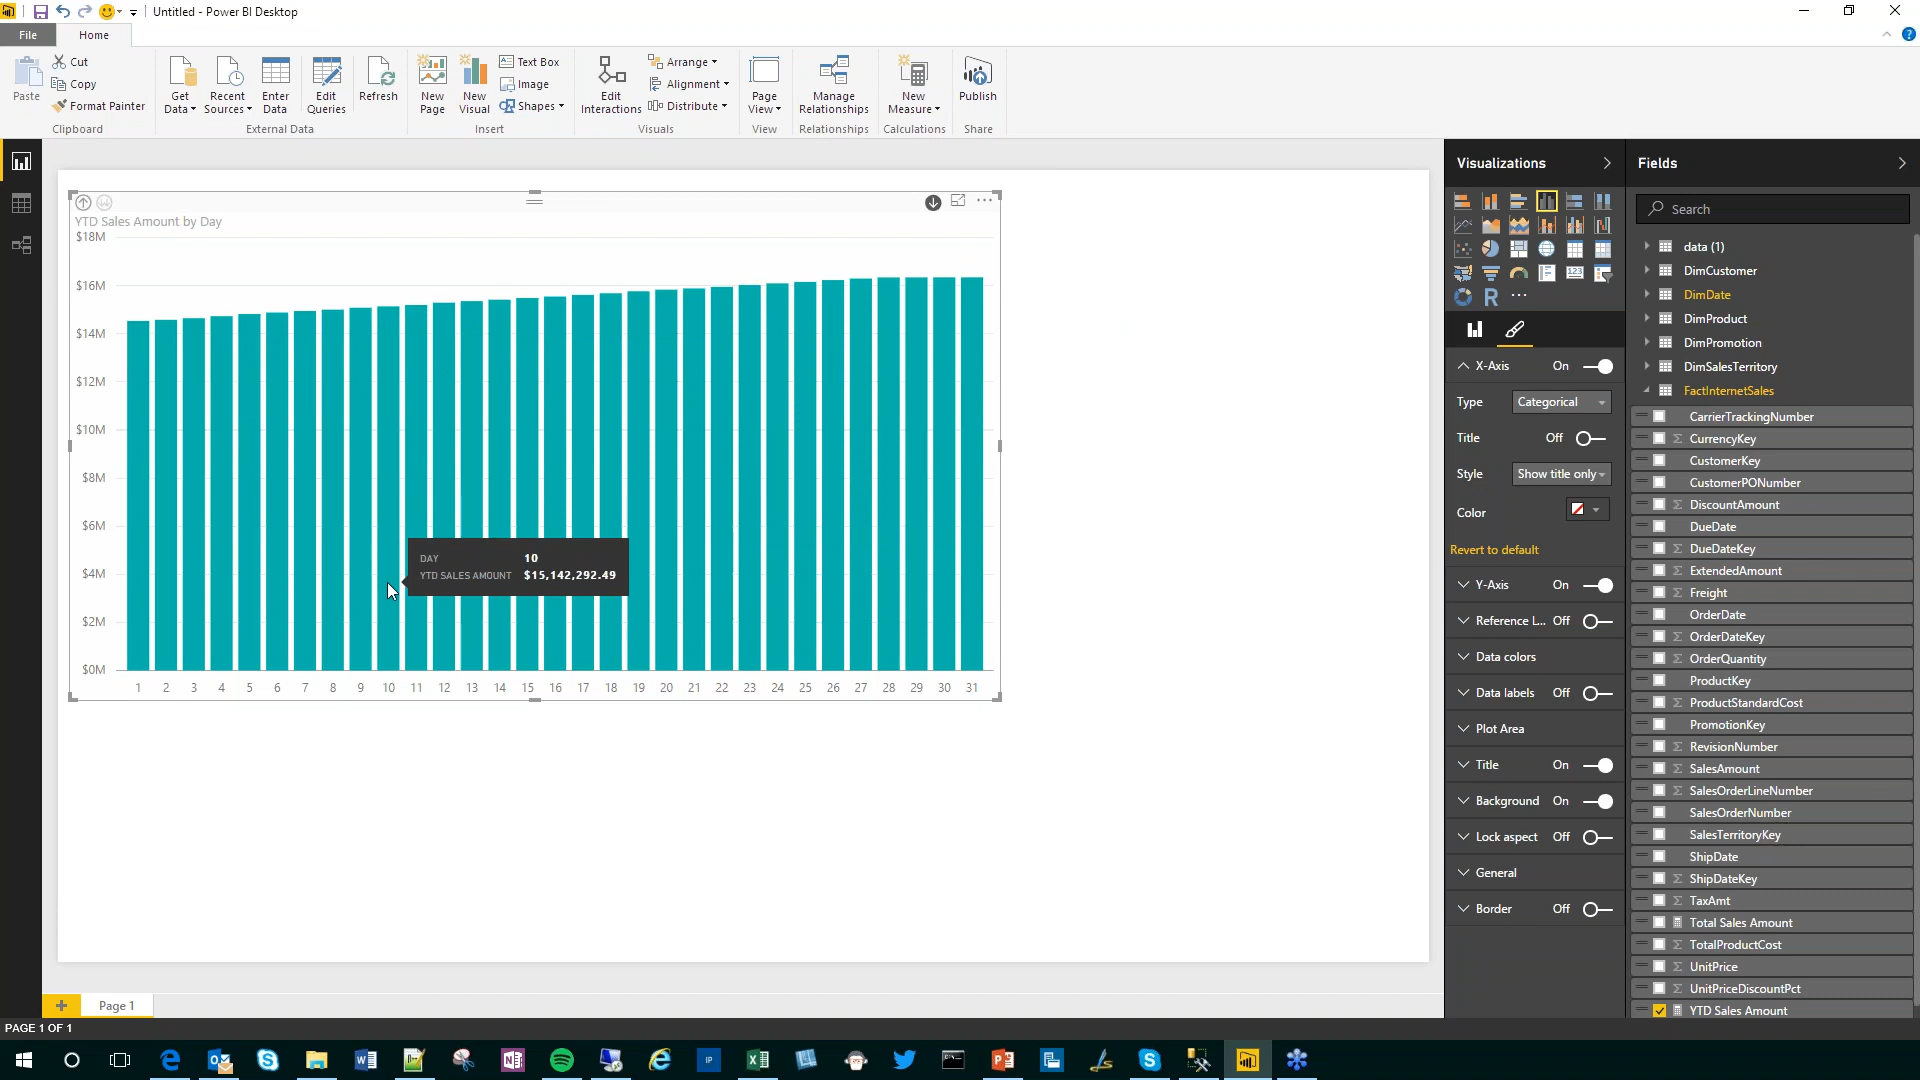 Untitled - Power BI Desktop
File
Home
?
Paste
Cut
Copy
Format Painter
Clipboard
Get Data
Recent Sources
Enter Data
Edit Queries
Refresh
External Data
New Page
New Visual
Text Box
Image
Shapes
Insert
Edit Interactions
Arrange
Alignment
Distribute
Visuals
Page View
View
Manage Relationships
Relationships
New Measure
Calculations
Publish
Share
YTD Sales Amount by Day
$18M
$16M
$14M
$12M
$10M
$8M
$6M
$4M
$2M
$0M
DAY 10
YTD SALES AMOUNT $15,142,292.49
1 2 3 4 5 6 7 8 9 10 11 12 13 14 15 16 17 18 19 20 21 22 23 24 25 26 27 28 29 30 31
Page 1
PAGE 1 OF 1
Visualizations
123
R
X-Axis On
Type Categorical
Title Off
Style Show title only
Color
Revert to default
Y-Axis On
Reference L... Off
Data colors
Data labels Off
Plot Area
Title On
Background On
Lock aspect Off
General
Border Off
Fields
Search
data (1)
DimCustomer
DimDate
DimProduct
DimPromotion
DimSalesTerritory
FactInternetSales
CarrierTrackingNumber
Σ CurrencyKey
CustomerKey
CustomerPONumber
Σ DiscountAmount
DueDate
Σ DueDateKey
Σ ExtendedAmount
Σ Freight
OrderDate
Σ OrderDateKey
Σ OrderQuantity
ProductKey
Σ ProductStandardCost
PromotionKey
Σ RevisionNumber
Σ SalesAmount
Σ SalesOrderLineNumber
SalesOrderNumber
SalesTerritoryKey
ShipDate
Σ ShipDateKey
Σ TaxAmt
Total Sales Amount
Σ TotalProductCost
Σ UnitPrice
Σ UnitPriceDiscountPct
YTD Sales Amount
IP